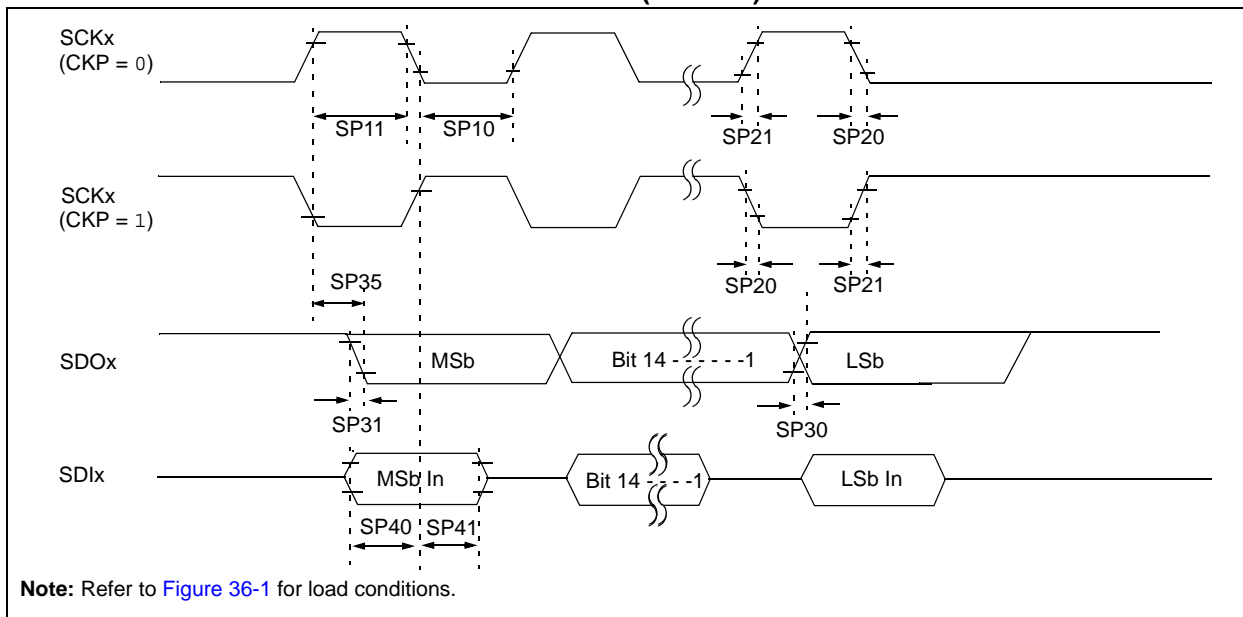 SCKx
(CKP = 0)
SP11
SP10
SP21
SP20
SCKx
(CKP = 1)
SP35
SP20
SP21
SDOx
MSb
Bit 14 - - - - - -1
LSb
SP31
SP30
SDIx
MSb In
Bit 14 - - - -1
LSb In
SP40
SP41
Note: Refer to Figure 36-1 for load conditions.